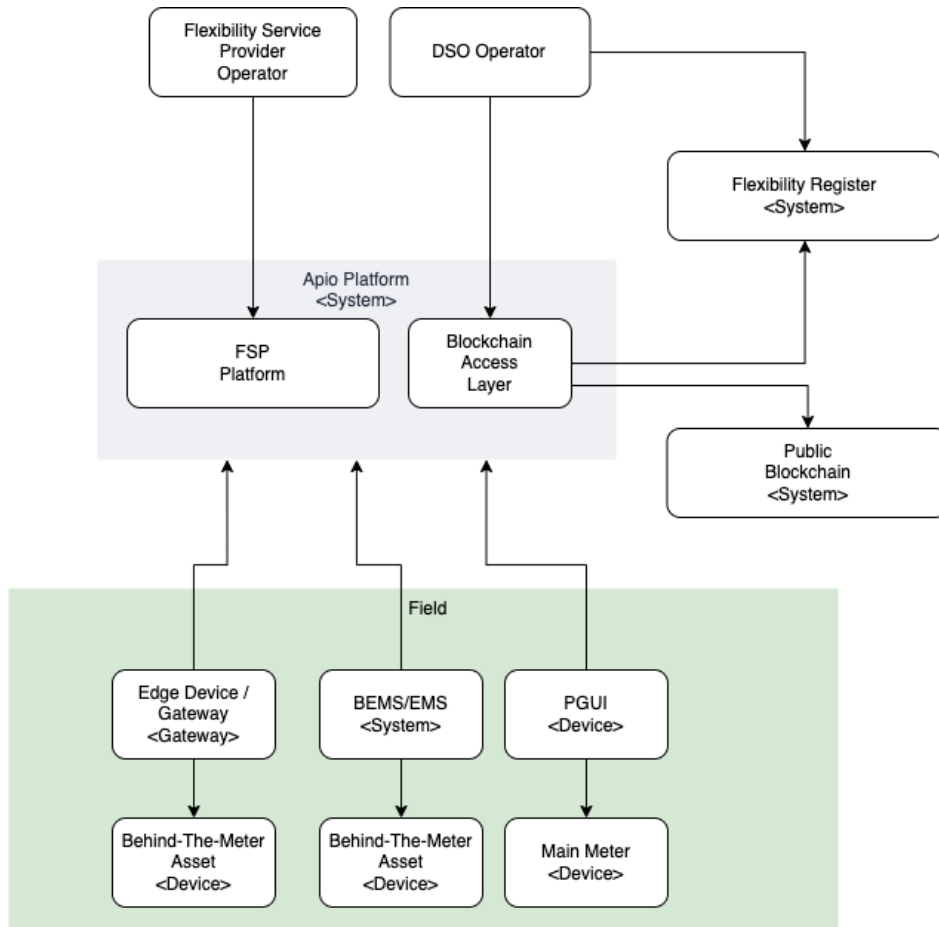 Flexibility Service
Provider
Operator
DSO Operator
Flexibility Register
<System>
Apio Platform
<System>
FSP
Platform
Blockchain
Access
Layer
Public
Blockchain
<System>
Field
Edge Device /
Gateway
<Gateway>
BEMS/EMS
<System>
PGUI
<Device>
Behind-The-Meter
Asset
<Device>
Behind-The-Meter
Asset
<Device>
Main Meter
<Device>